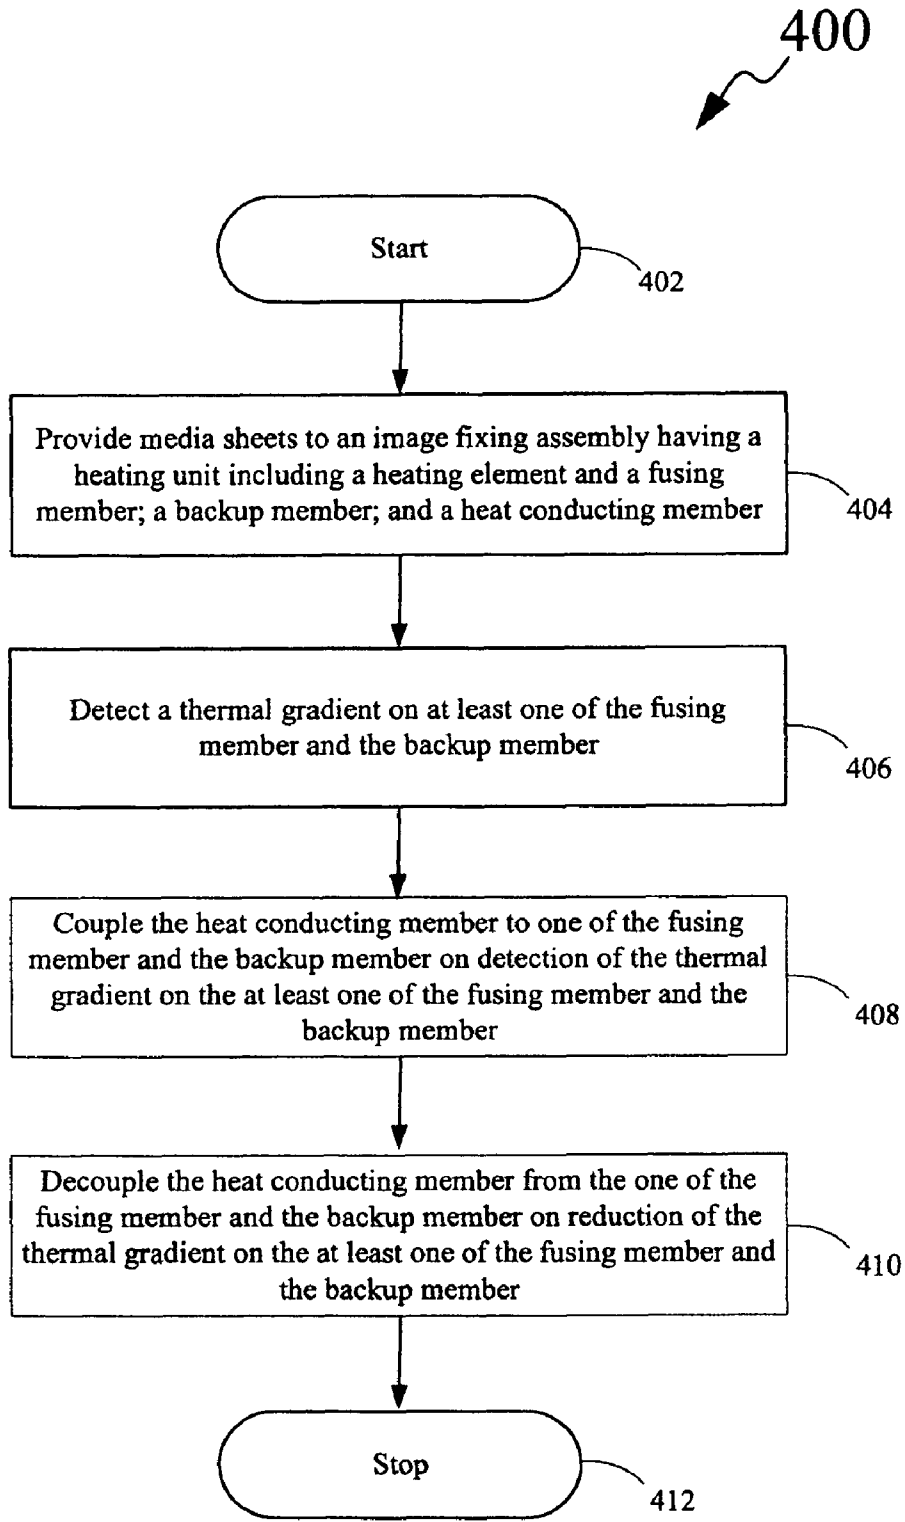 400
Start
402
Provide media sheets to an image fixing assembly having a
heating unit including a heating element and a fusing
member; a backup member; and a heat conducting member
404
Detect a thermal gradient on at least one of the fusing
member and the backup member
406
Couple the heat conducting member to one of the fusing
member and the backup member on detection of the thermal
gradient on the at least one of the fusing member and the
backup member
408
Decouple the heat conducting member from the one of the
fusing member and the backup member on reduction of the
thermal gradient on the at least one of the fusing member and
the backup member
410
Stop
412